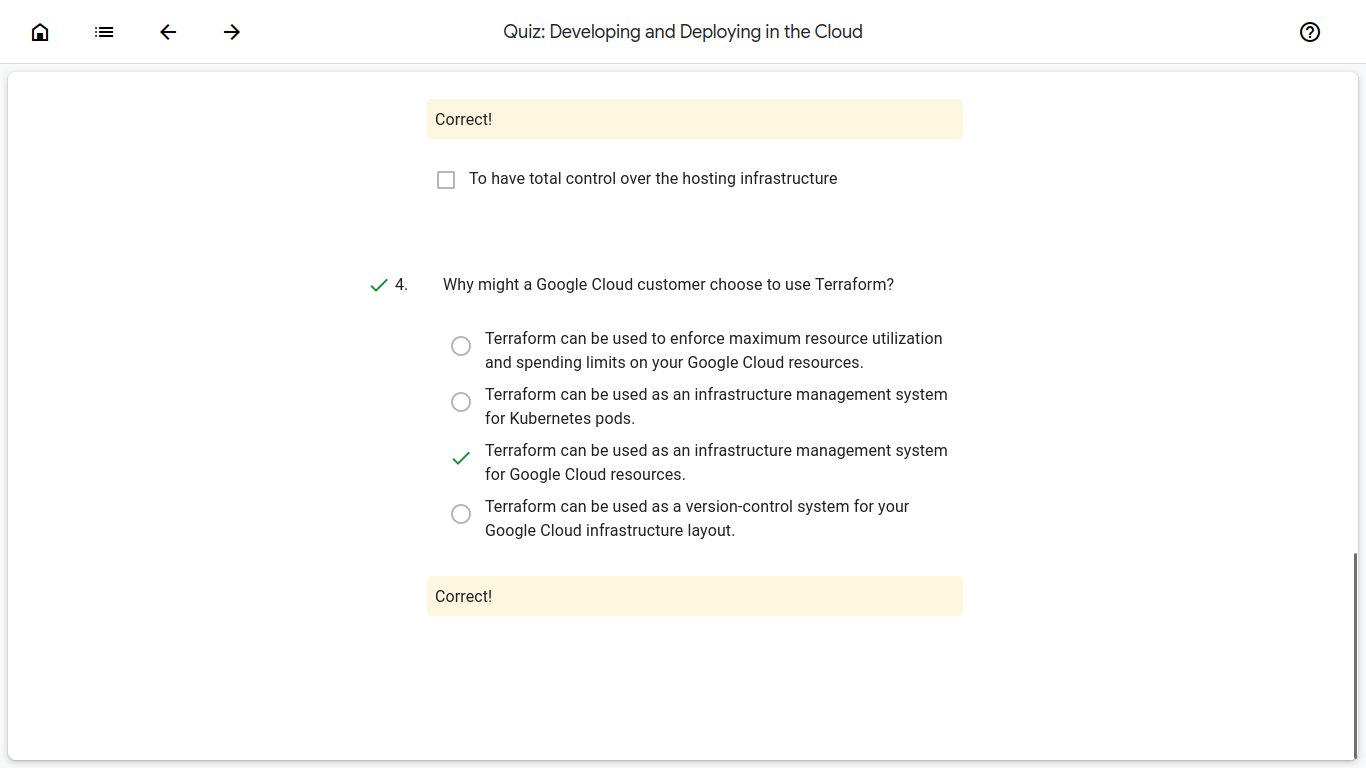 Quiz: Developing and Deploying in the Cloud
Correct!
To have total control over the hosting infrastructure
4. Why might a Google Cloud customer choose to use Terraform?
Terraform can be used to enforce maximum resource utilization
and spending limits on your Google Cloud resources.
Terraform can be used as an infrastructure management system
for Kubernetes pods.
Terraform can be used as an infrastructure management system
for Google Cloud resources.
Terraform can be used as a version-control system for your
Google Cloud infrastructure layout.
Correct!